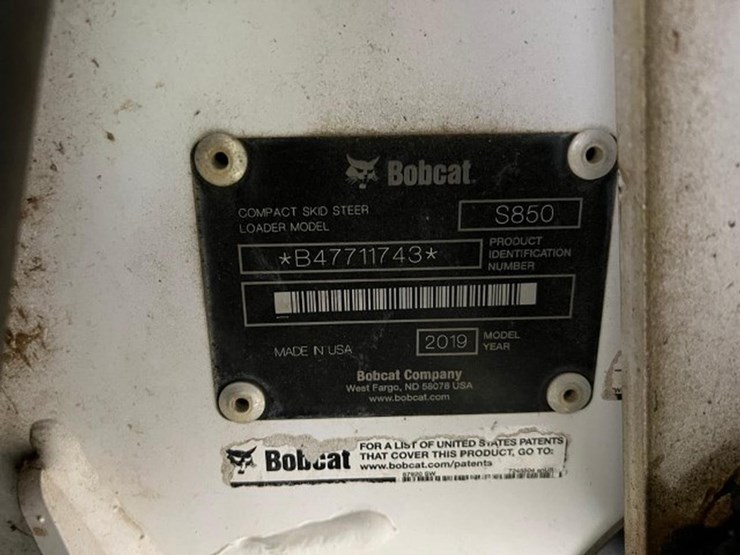 Bobcat
COMPACT SKID STEER
LOADER MODEL
S850
*B47711743*
PRODUCT
IDENTIFICATION
NUMBER
MADE IN USA
2019
MODEL
YEAR
Bobcat Company
West Fargo, ND 58078 USA
www.bobcat.com
Bobcat
FOR A LIST OF UNITED STATES PATENTS
THAT COVER THIS PRODUCT, GO TO:
www.bobcat.com/patents